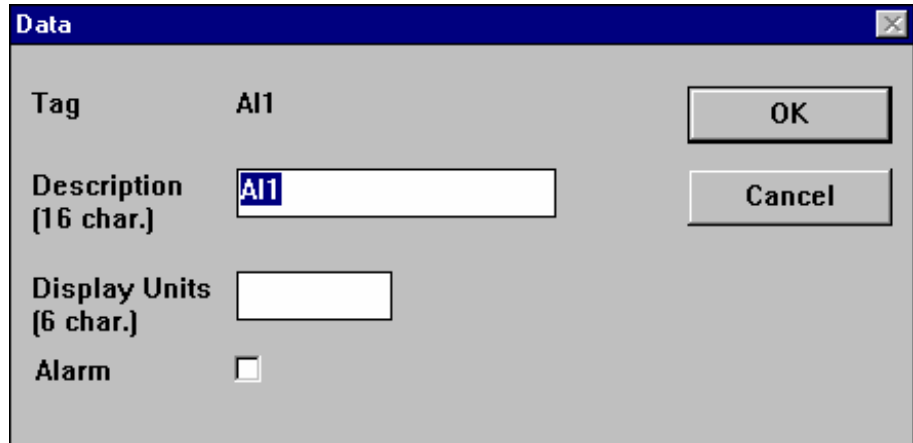 Data
Tag AI1
OK
Description
(16 char.)
AI1
Cancel
Display Units
(6 char.)
Alarm